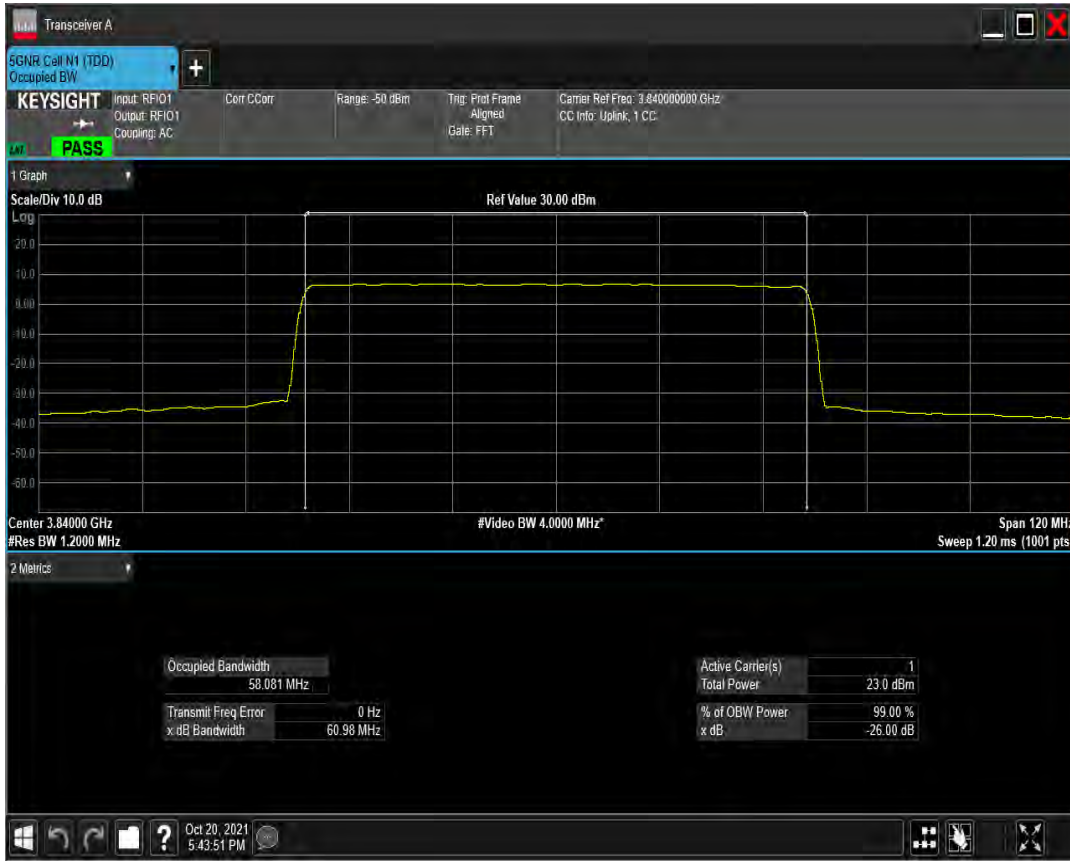 Transceiver A
5GNR Cell N1 (TDD)
Occupied BW
+
KEYSIGHT
Input: RFIO1
Output: RFIO1
Coupling: AC
Corr CCorr
Range: -50 dBm
Trig: Prot Frame
Aligned
Gate: FFT
Carrier Ref Freq: 3.840000000 GHz
CC Info: Uplink, 1 CC
PASS
1 Graph
Scale/Div 10.0 dB
Ref Value 30.00 dBm
Log
20.0
10.0
0.00
-10.0
-20.0
-30.0
-40.0
-50.0
-60.0
Center 3.84000 GHz
#Video BW 4.0000 MHz*
Span 120 MHz
#Res BW 1.2000 MHz
Sweep 1.20 ms (1001 pts
2 Metrics
Occupied Bandwidth
58.081 MHz
Transmit Freq Error 0 Hz
x dB Bandwidth 60.98 MHz
Active Carrier(s) 1
Total Power 23.0 dBm
% of OBW Power 99.00 %
x dB -26.00 dB
?
Oct 20, 2021
5:43:51 PM